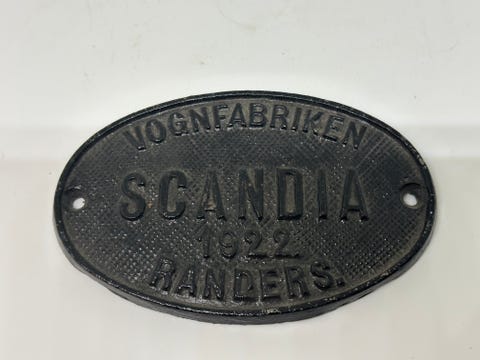 VOGNFABRIKEN
SCANDIA
1922.
RANDERS.